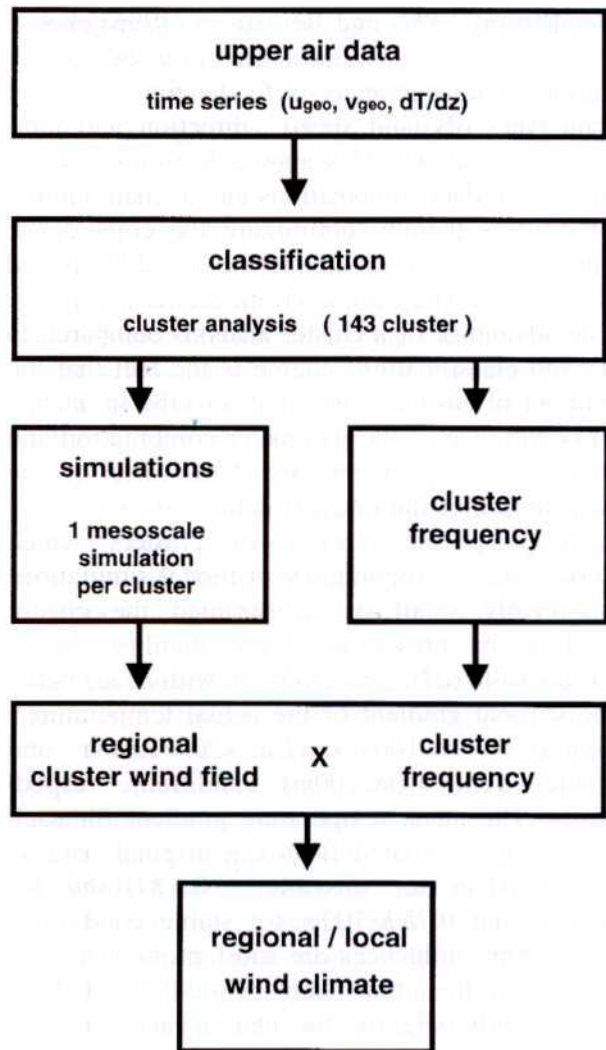 upper air data
time series (ugeo, vgeo, dT/dz)
classification
cluster analysis ( 143 cluster )
simulations
1 mesoscale
simulation
per cluster
cluster
frequency
regional
cluster wind field
x
cluster
frequency
regional / local
wind climate